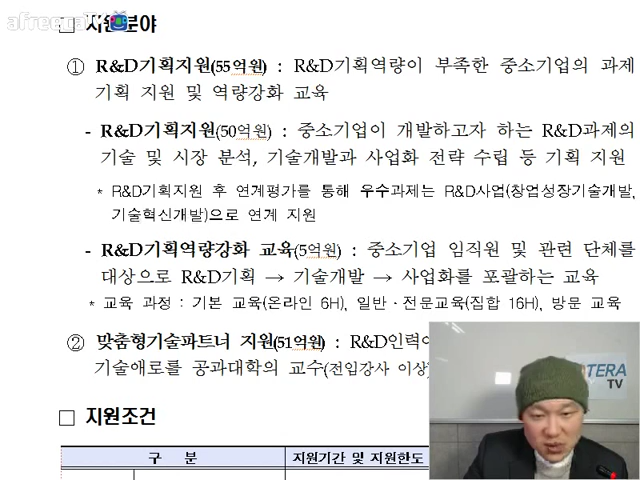 afreecaTV
□ 지원분야
① R&D기획지원(55억원) : R&D기획역량이 부족한 중소기업의 과제
기획 지원 및 역량강화 교육
- R&D기획지원(50억원) : 중소기업이 개발하고자 하는 R&D과제의
기술 및 시장 분석, 기술개발과 사업화 전략 수립 등 기획 지원
* R&D기획지원 후 연계평가를 통해 우수과제는 R&D사업(창업성장기술개발,
기술혁신개발)으로 연계 지원
- R&D기획역량강화 교육(5억원) : 중소기업 임직원 및 관련 단체를
대상으로 R&D기획 → 기술개발 → 사업화를 포괄하는 교육
* 교육 과정 : 기본 교육(온라인 6H), 일반·전문교육(집합 16H), 방문 교육
② 맞춤형기술파트너 지원(51억원) : R&D인력이
기술애로를 공과대학의 교수(전임강사 이상)
TERA
TV
□ 지원조건
구 분 지원기간 및 지원한도